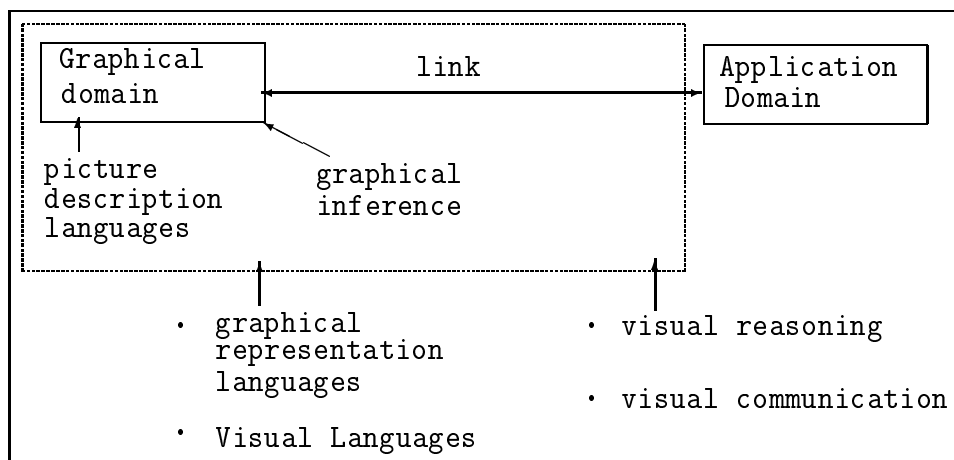 Graphical
domain
link
Application
Domain
picture
description
languages
graphical
inference
• graphical
representation
languages
• Visual Languages
• visual reasoning
• visual communication